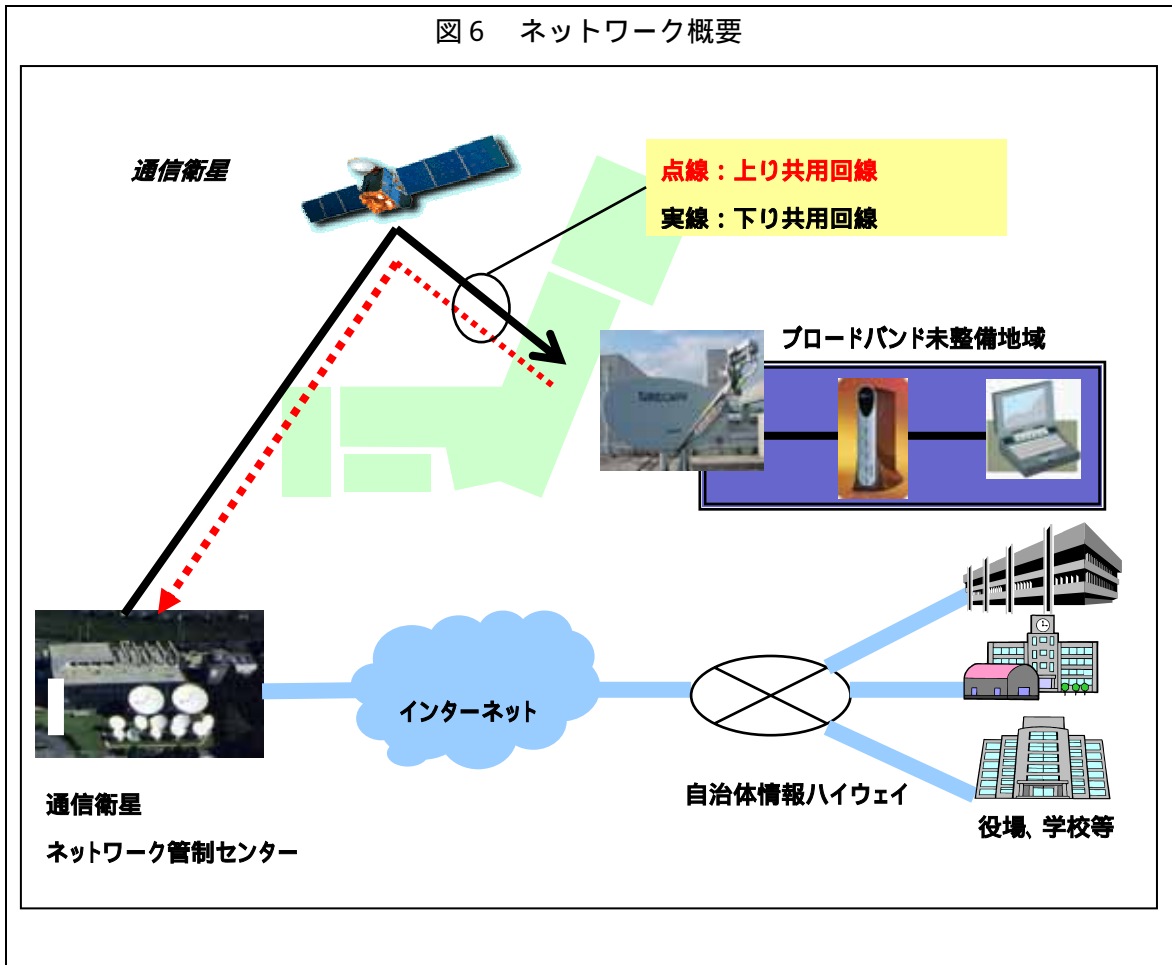 図6 ネットワーク概要
通信衛星
点線：上り共用回線
実線：下り共用回線
ブロードバンド未整備地域
インターネット
自治体情報ハイウェイ
通信衛星
ネットワーク管制センター
役場、学校等